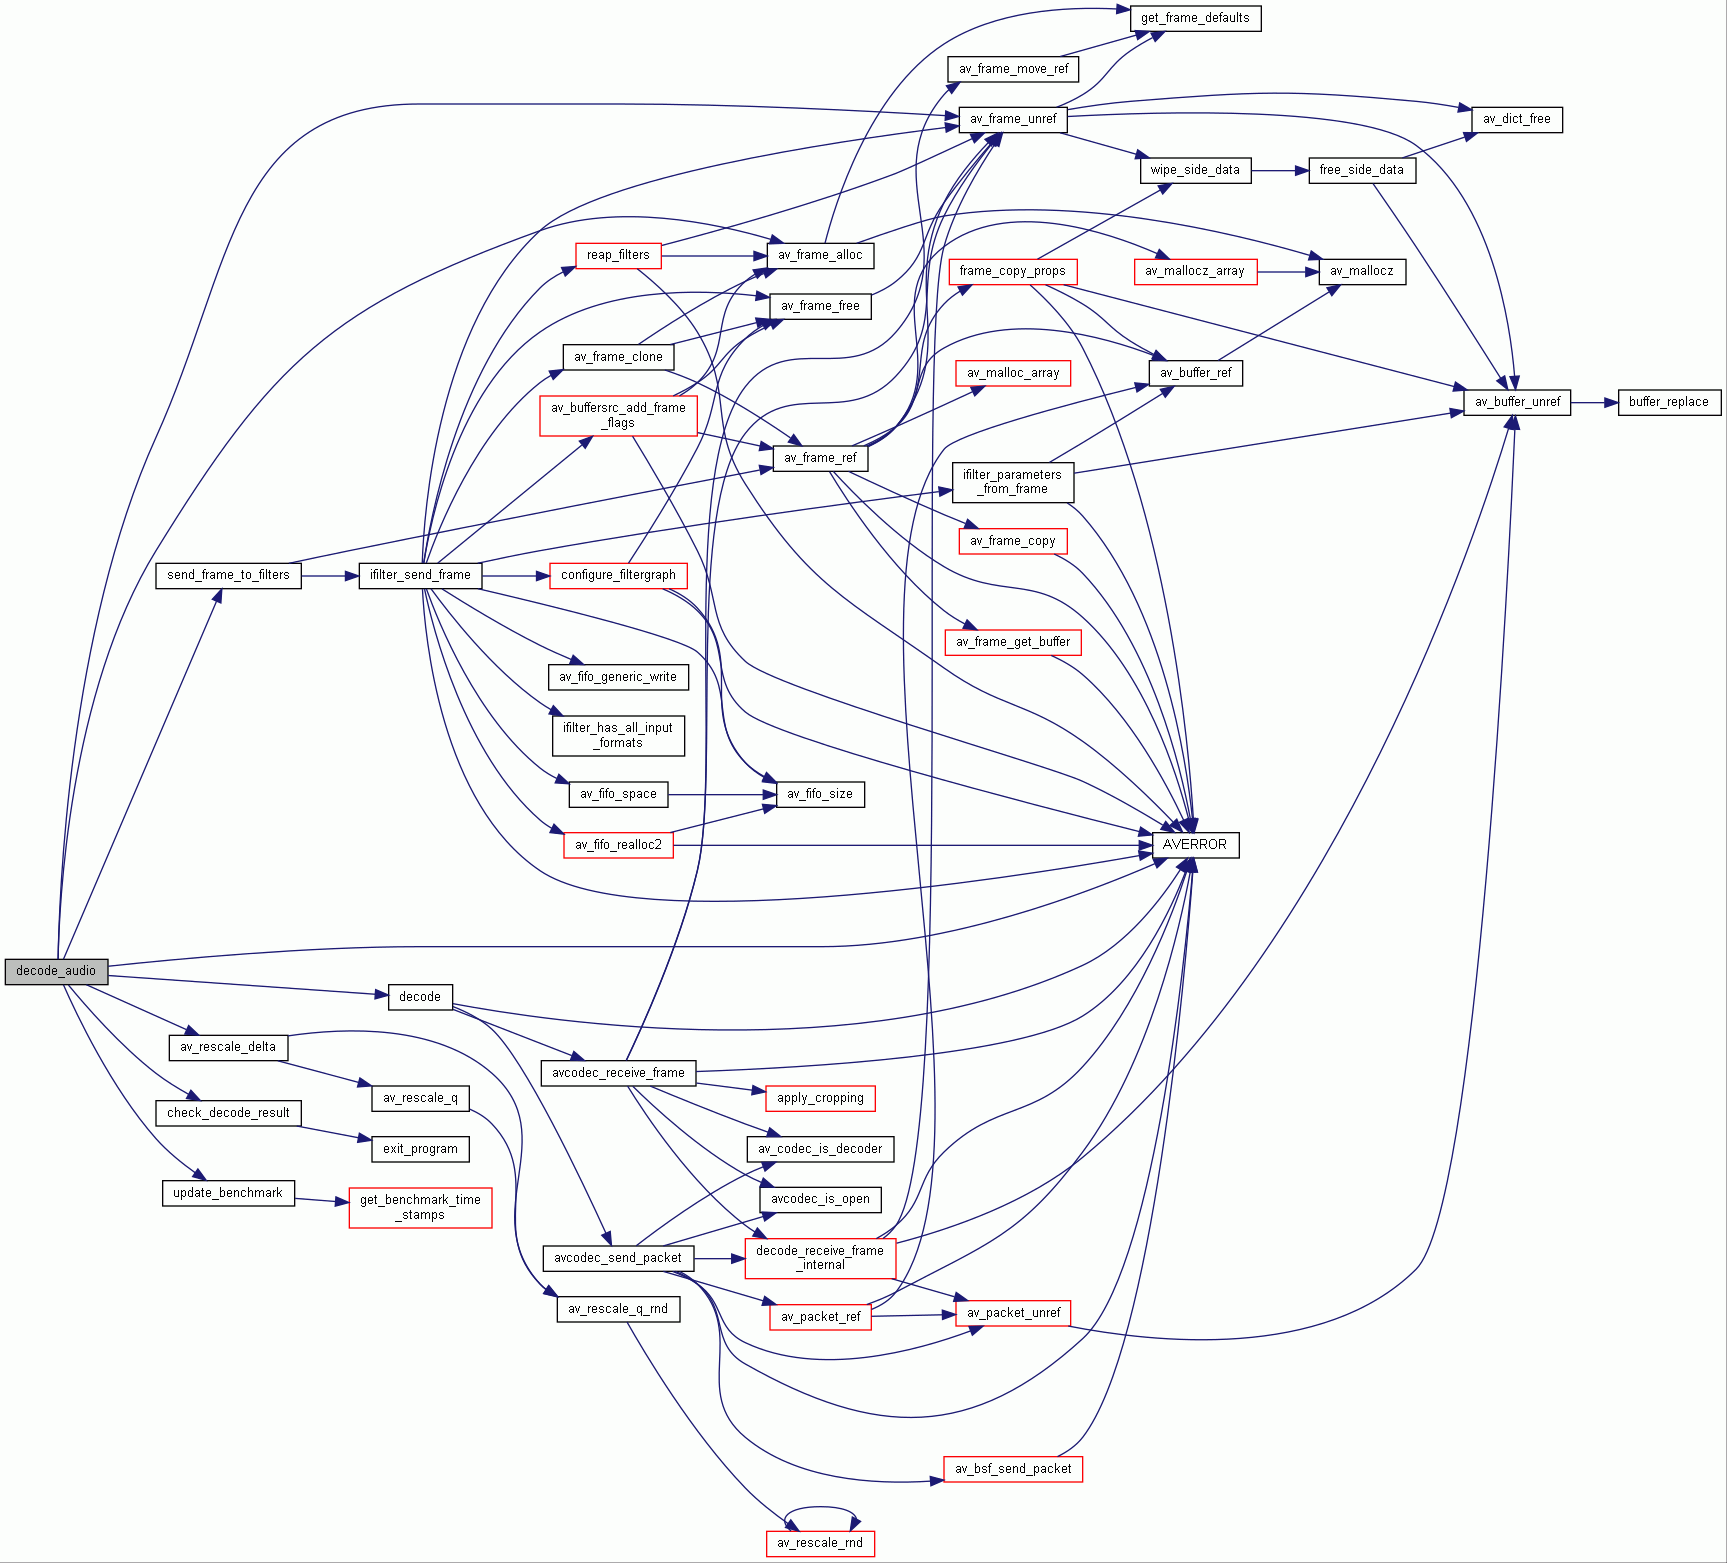 get_frame_defaults
av_frame_move_ref
av_frame_unref
av_dict_free
wipe_side_data
free_side_data
reap_filters
av_frame_alloc
frame_copy_props
av_mallocz_array
av_mallocz
av_frame_free
av_frame_clone
av_malloc_array
av_buffer_ref
av_buffersrc_add_frame
_flags
av_buffer_unref
buffer_replace
av_frame_ref
ifilter_parameters
_from_frame
av_frame_copy
send_frame_to_filters
ifilter_send_frame
configure_filtergraph
av_frame_get_buffer
av_fifo_generic_write
ifilter_has_all_input
_formats
av_fifo_space
av_fifo_size
av_fifo_realloc2
AVERROR
decode_audio
decode
av_rescale_delta
avcodec_receive_frame
av_rescale_q
apply_cropping
check_decode_result
exit_program
av_codec_is_decoder
update_benchmark
get_benchmark_time
_stamps
avcodec_is_open
avcodec_send_packet
decode_receive_frame
_internal
av_rescale_q_rnd
av_packet_ref
av_packet_unref
av_bsf_send_packet
av_rescale_rnd